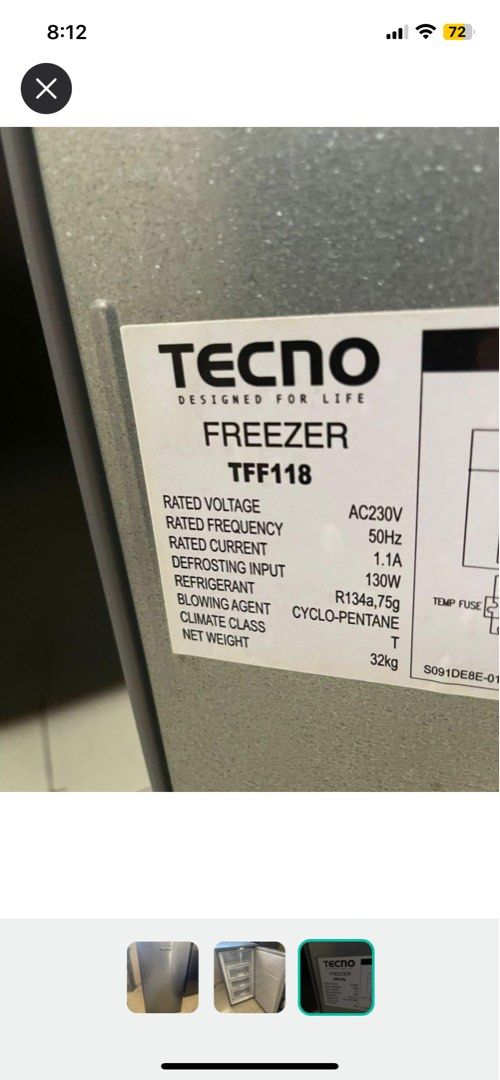 8:12
72
TECNO
DESIGNED FOR LIFE
FREEZER
TFF118
RATED VOLTAGE AC230V
RATED FREQUENCY 50Hz
RATED CURRENT 1.1A
DEFROSTING INPUT 130W
REFRIGERANT R134a,75g
BLOWING AGENT CYCLO-PENTANE
CLIMATE CLASS T
NET WEIGHT 32kg
TEMP FUSE
S091DE8E-01
TECNO
FREEZER